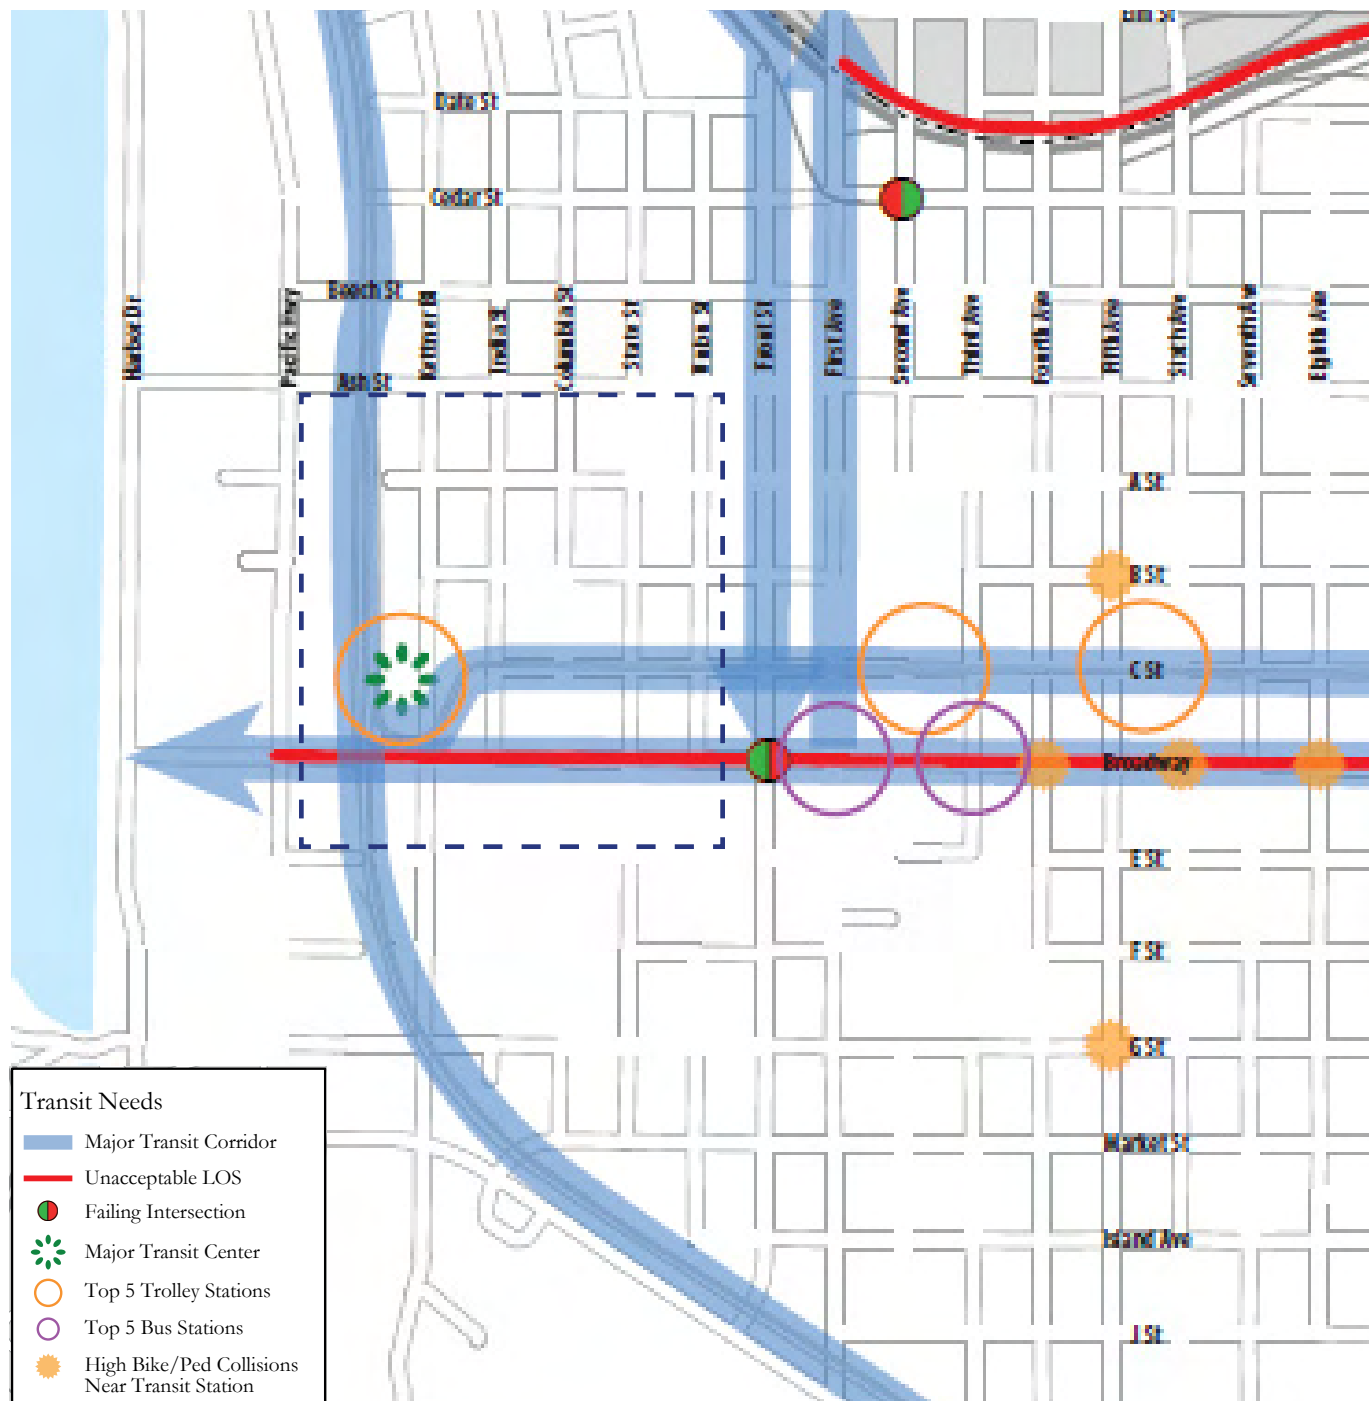 Elm St
Date St
Cedar St
Beech St
Harbor Dr
Pacific Hwy
Kettner Bl
India St
Columbia St
State St
Union St
Front St
First Ave
Second Ave
Third Ave
Fourth Ave
Fifth Ave
Sixth Ave
Seventh Ave
Eighth Ave
Ash St
A St
B St
C St
Broadway
E St
F St
G St
Market St
Island Ave
J St
Transit Needs
Major Transit Corridor
Unacceptable LOS
Failing Intersection
Major Transit Center
Top 5 Trolley Stations
Top 5 Bus Stations
High Bike/Ped Collisions
Near Transit Station